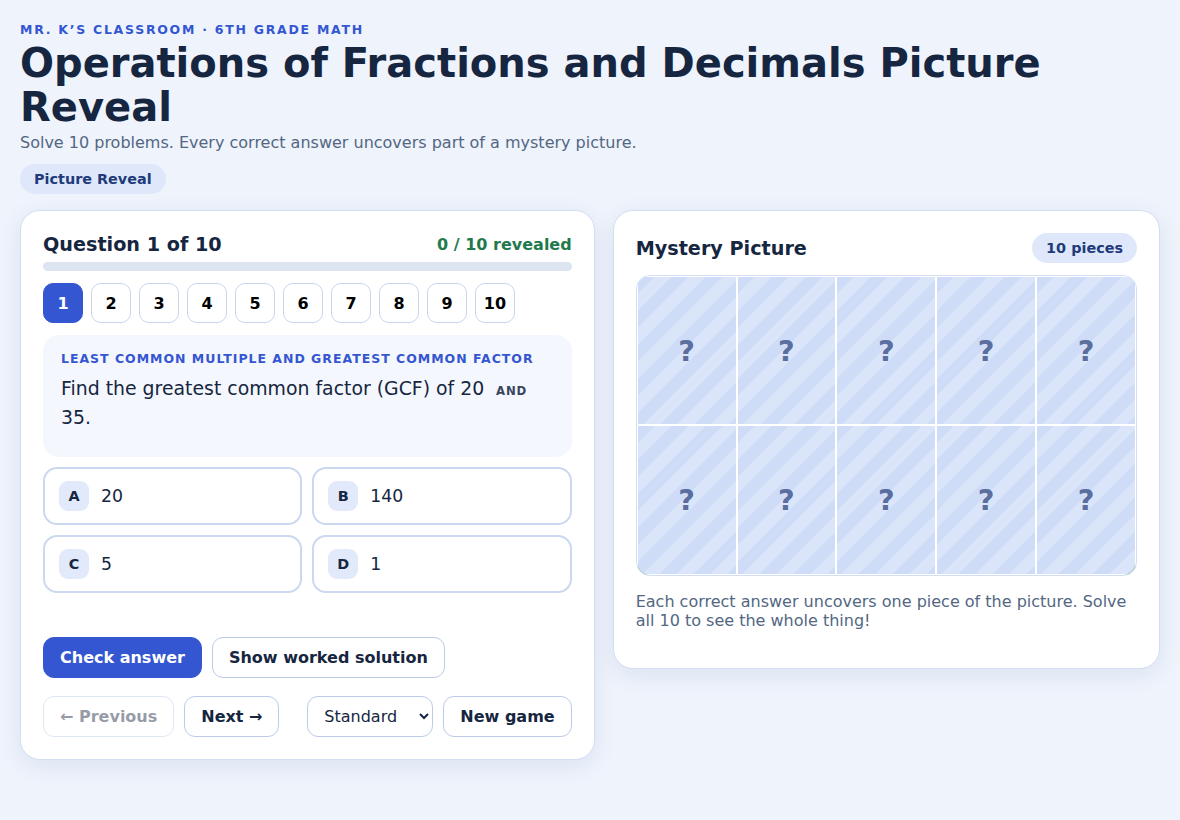 MR. K’S CLASSROOM · 6TH GRADE MATH
Operations of Fractions and Decimals Picture
Reveal
Solve 10 problems. Every correct answer uncovers part of a mystery picture.
Picture Reveal
Question 1 of 10
0 / 10 revealed
1 2 3 4 5 6 7 8 9 10
LEAST COMMON MULTIPLE AND GREATEST COMMON FACTOR
Find the greatest common factor (GCF) of 20 AND
35.
A 20
B 140
C 5
D 1
Check answer
Show worked solution
← Previous
Next →
Standard
New game
Mystery Picture
10 pieces
? ? ? ? ?
? ? ? ? ?
Each correct answer uncovers one piece of the picture. Solve
all 10 to see the whole thing!